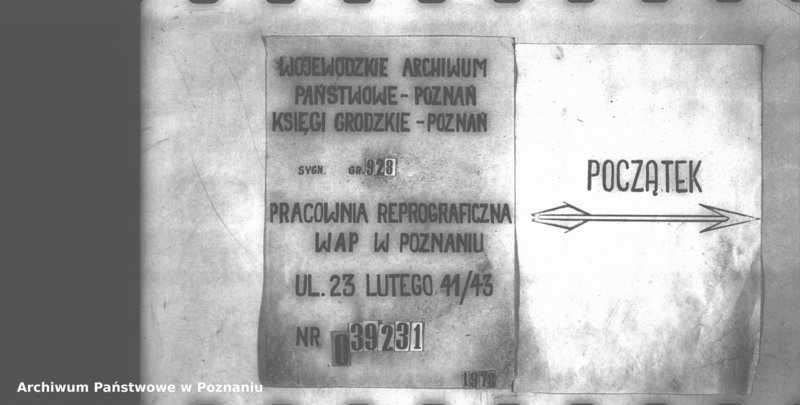 WOJEWÓDZKIE ARCHIWUM
PAŃSTWOWE - POZNAŃ
KSIĘGI GRODZKIE - POZNAŃ
SYGN. GR. 928
PRACOWNIA REPROGRAFICZNA
WAP W POZNANIU
UL. 23 LUTEGO 41/43
NR 039231
1978
POCZĄTEK
Archiwum Państwowe w Poznaniu